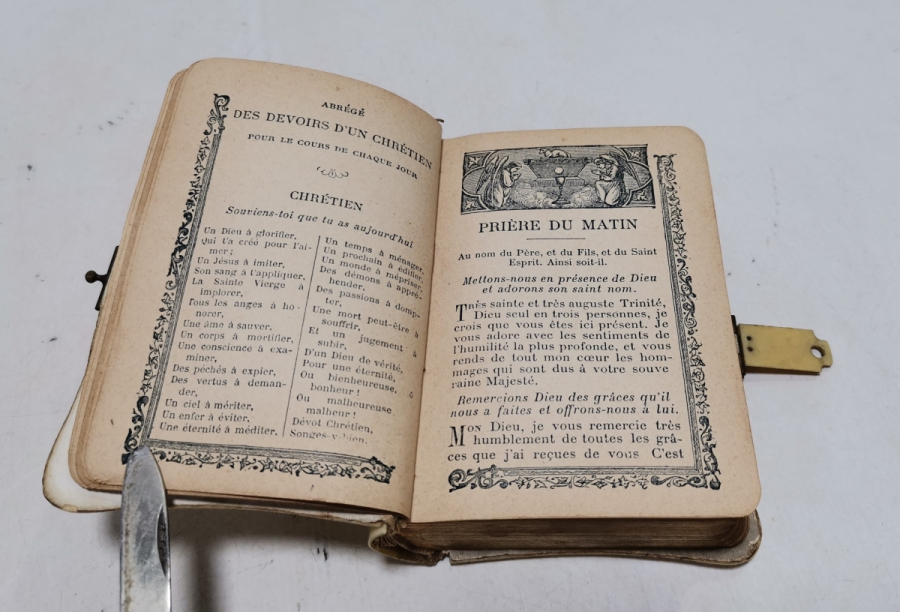 ABRÉGÉ
DES DEVOIRS D'UN CHRÉTIEN
POUR LE COURS DE CHAQUE JOUR
CHRÉTIEN
Souviens-toi que tu as aujourd'hui
Un Dieu à glorifier,
Qui t'a créé pour l'ai-
mer;
Un Jésus à imiter,
Son sang à t'appliquer,
La Sainte Vierge à
implorer,
Tous les anges à ho-
norer,
Une âme à sauver,
Un corps à mortifier,
Une conscience à exa-
miner,
Des péchés à expier,
Des vertus à deman-
der,
Un ciel à mériter,
Un enfer à éviter,
Une éternité à méditer,
Un temps à ménager,
Un prochain à édifier,
Un monde à mépriser,
Des démons à appré-
hender,
Des passions à domp-
ter,
Une mort peut-être à
souffrir,
Et un jugement à
subir,
D'un Dieu de vérité,
Pour une éternité,
Ou bienheureuse, ô
bonheur !
Ou malheureuse,
malheur !
Dévot Chrétien,
Songes-y bien.
PRIÈRE DU MATIN
Au nom du Père, et du Fils, et du Saint
Esprit. Ainsi soit-il.
Mettons-nous en présence de Dieu
et adorons son saint nom.
Très sainte et très auguste Trinité,
Dieu seul en trois personnes, je
crois que vous êtes ici présent. Je
vous adore avec les sentiments de
l'humilité la plus profonde, et vous
rends de tout mon cœur les hom-
mages qui sont dus à votre souve
raine Majesté.
Remercions Dieu des grâces qu'il
nous a faites et offrons-nous à lui.
Mon Dieu, je vous remercie très
humblement de toutes les grâ-
ces que j'ai reçues de vous C'est